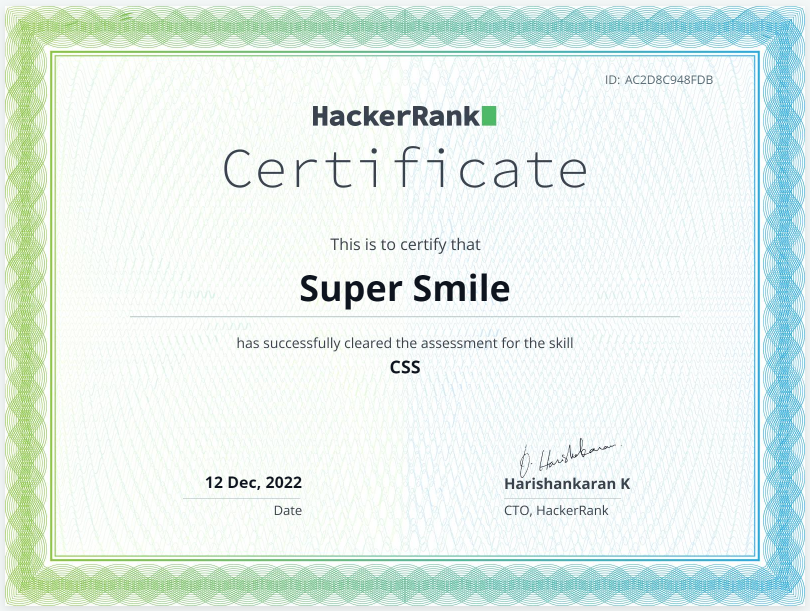 ID: AC2D8C948FDB
HackerRank
Certificate
This is to certify that
Super Smile
has successfully cleared the assessment for the skill
CSS
12 Dec, 2022
Date
D. Harishankaran
Harishankaran K
CTO, HackerRank